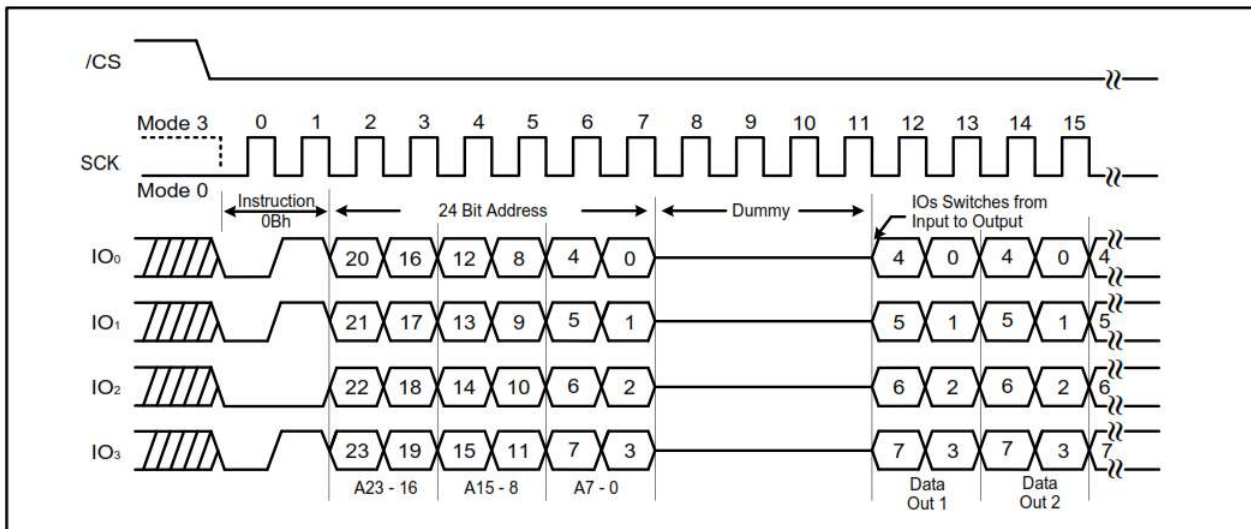 /CS
Mode 3 0 1 2 3 4 5 6 7 8 9 10 11 12 13 14 15
SCK
Mode 0
Instruction
0Bh
24 Bit Address
Dummy
IOs Switches from
Input to Output
IO₀ 20 16 12 8 4 0 4 0 4 0 4
IO₁ 21 17 13 9 5 1 5 1 5 1 5
IO₂ 22 18 14 10 6 2 6 2 6 2 6
IO₃ 23 19 15 11 7 3 7 3 7 3 7
A23 - 16 A15 - 8 A7 - 0
Data
Out 1
Data
Out 2